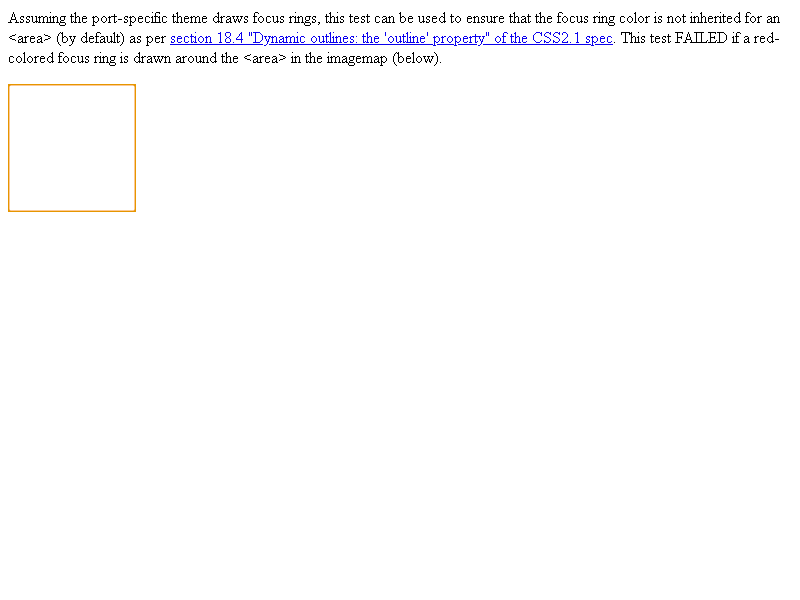 Assuming the port-specific theme draws focus rings, this test can be used to ensure that the focus ring color is not inherited for an
<area> (by default) as per section 18.4 "Dynamic outlines: the 'outline' property" of the CSS2.1 spec. This test FAILED if a red-
colored focus ring is drawn around the <area> in the imagemap (below).